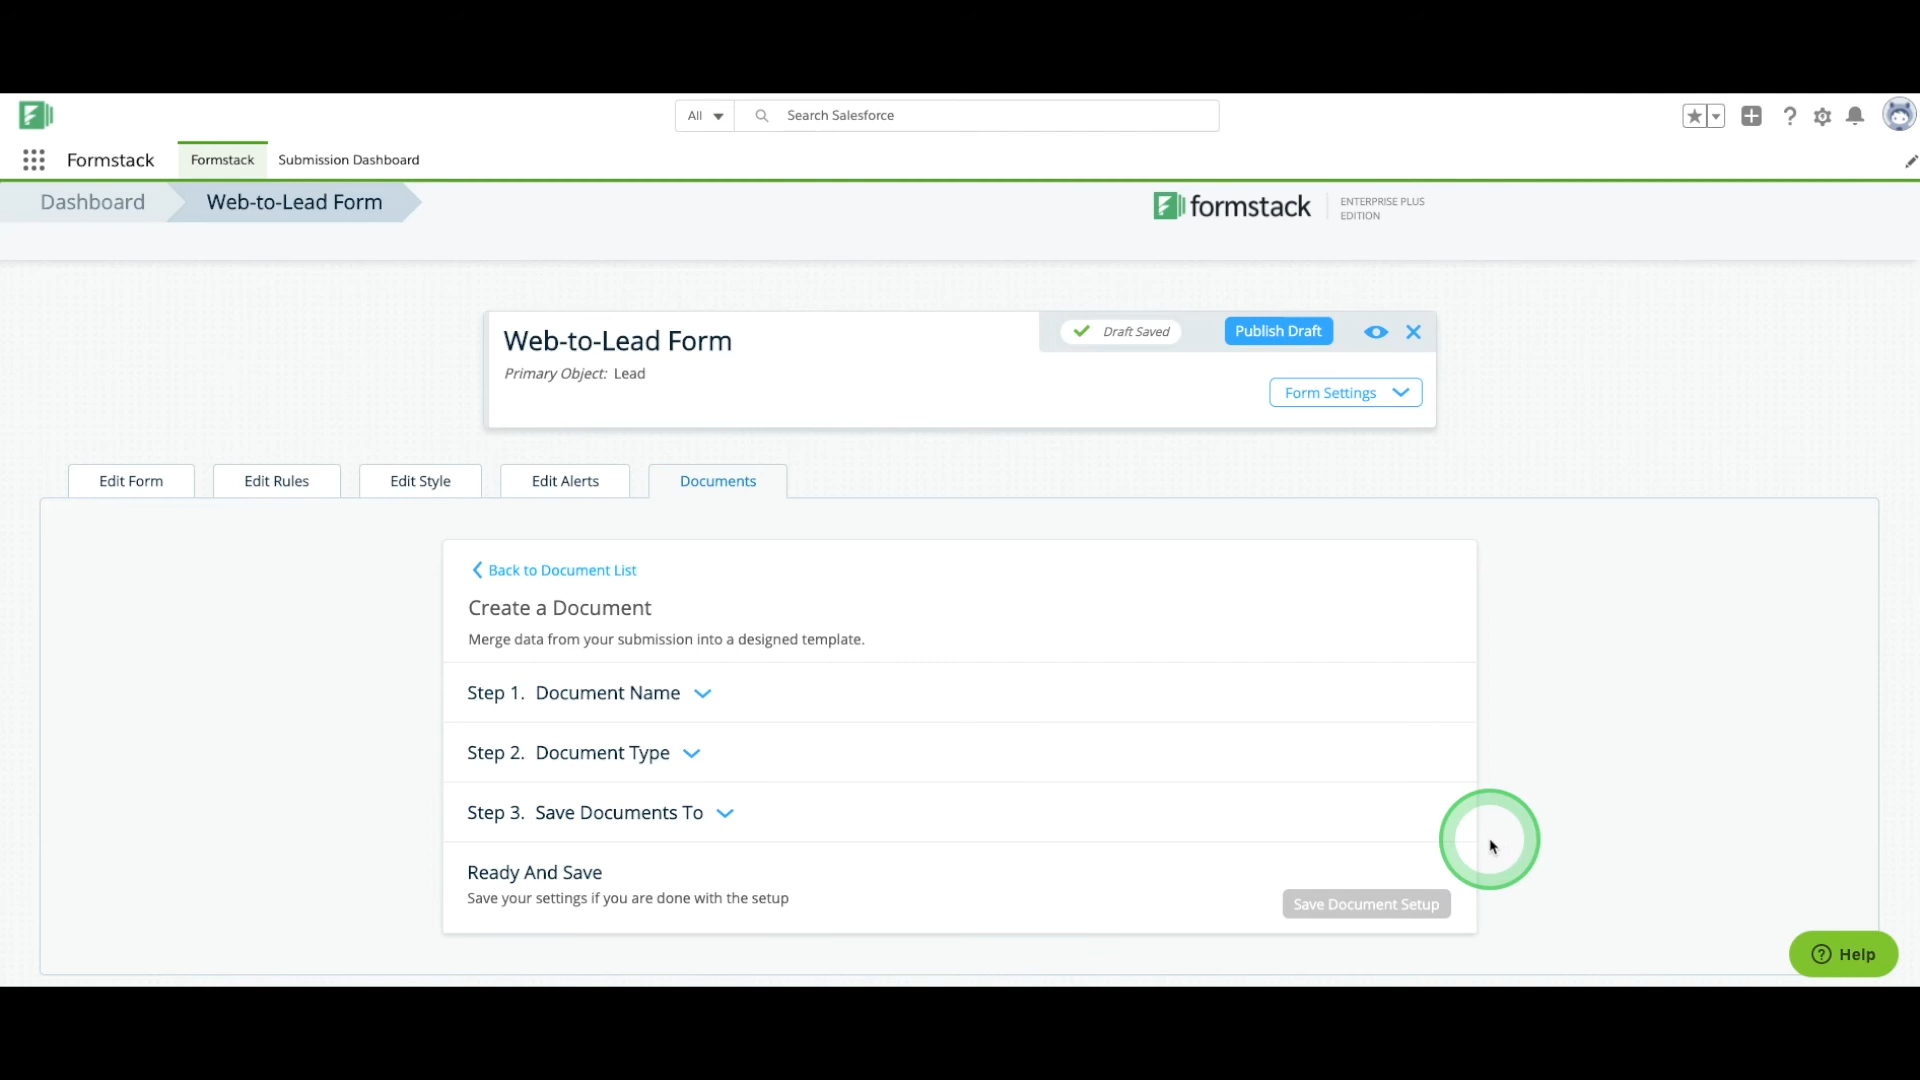 All
Search Salesforce
Formstack
Formstack
Submission Dashboard
Dashboard
Web-to-Lead Form
formstack
ENTERPRISE PLUS
EDITION
Web-to-Lead Form
Primary Object: Lead
Draft Saved
Publish Draft
Form Settings
Edit Form
Edit Rules
Edit Style
Edit Alerts
Documents
Back to Document List
Create a Document
Merge data from your submission into a designed template.
Step 1. Document Name
Step 2. Document Type
Step 3. Save Documents To
Ready And Save
Save your settings if you are done with the setup
Save Document Setup
Help